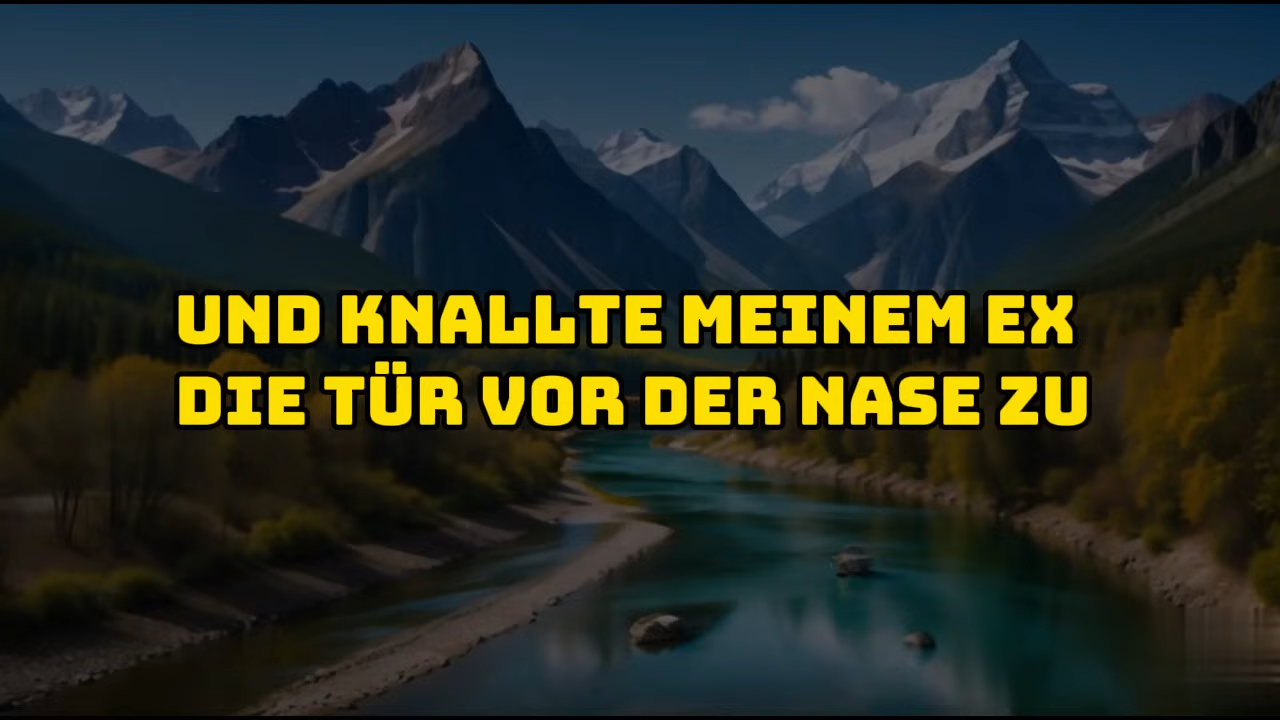 UND KNALLTE MEINEM EX
DIE TÜR VOR DER NASE ZU